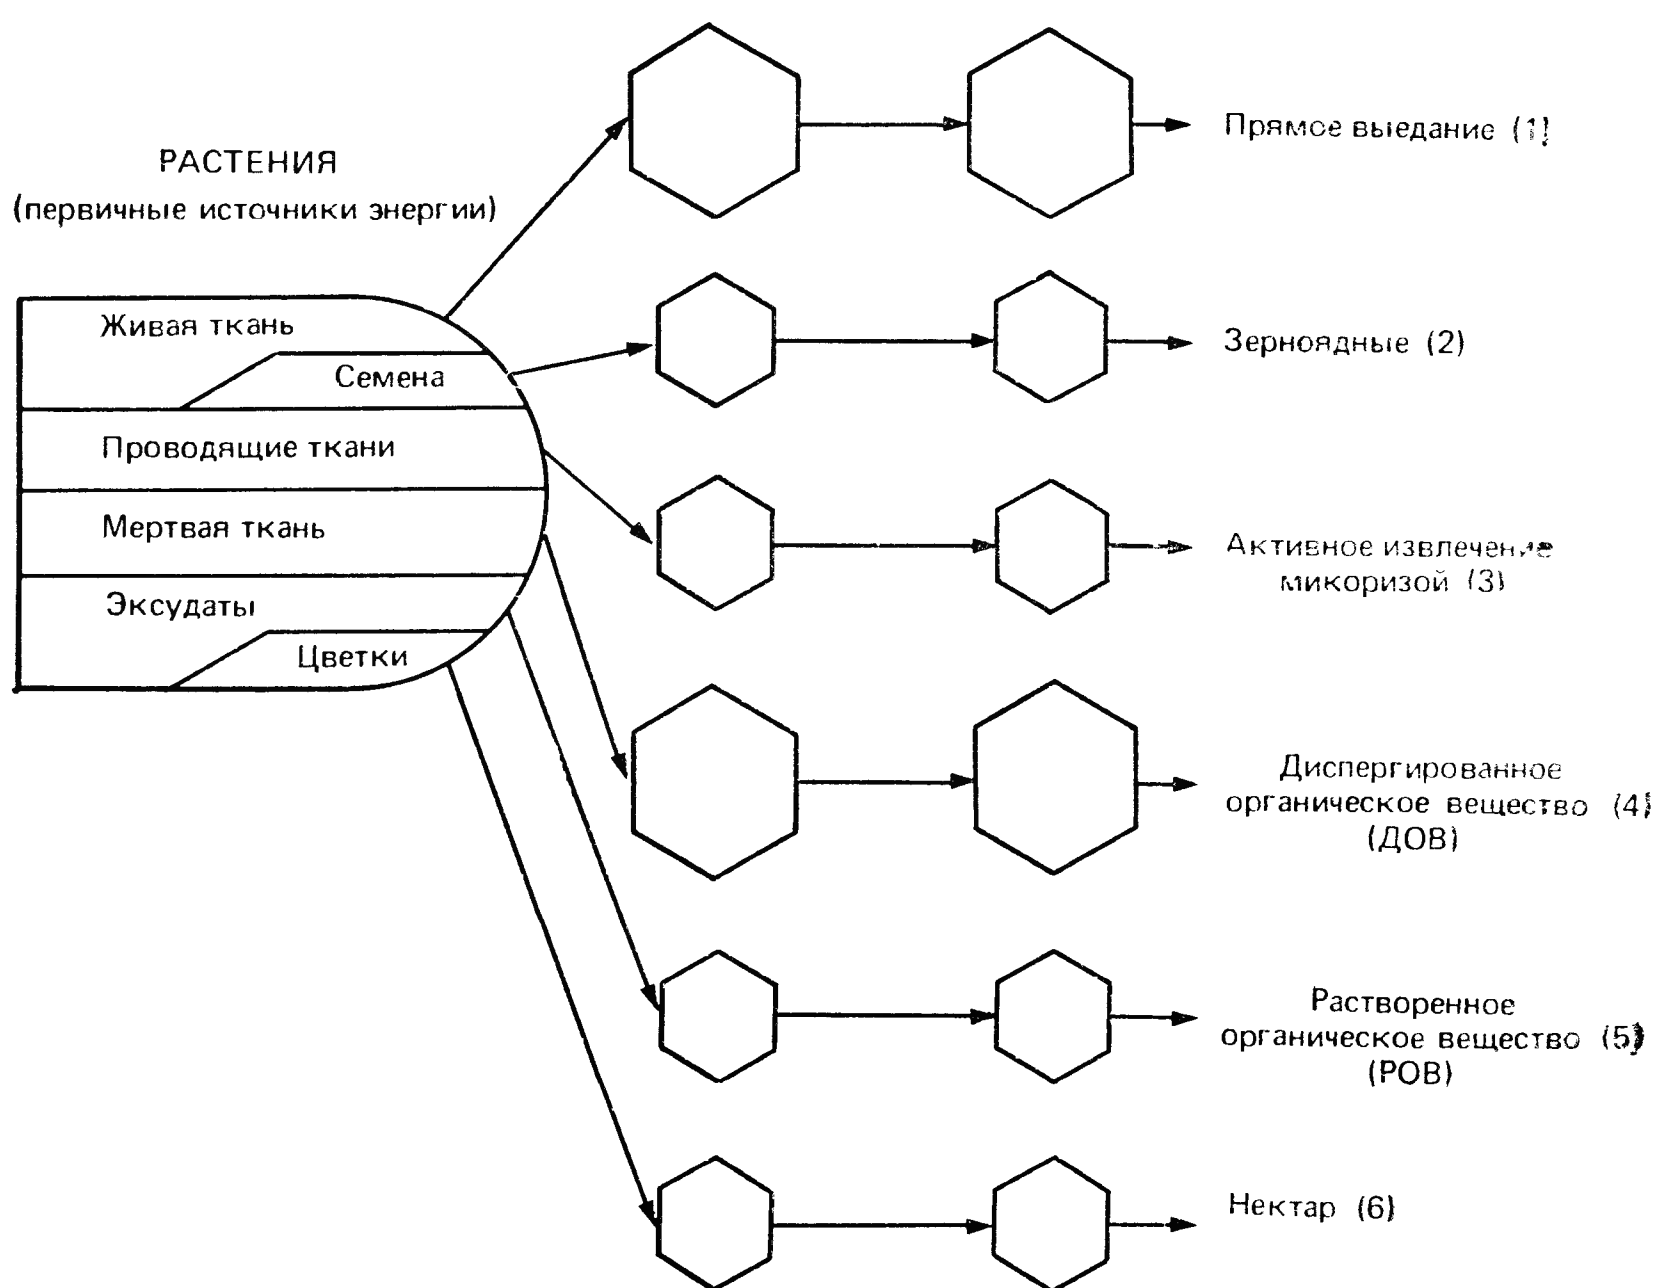 РАСТЕНИЯ
(первичные источники энергии)
Живая ткань
Семена
Проводящие ткани
Мертвая ткань
Эксудаты
Цветки
Прямое выедание (1)
Зерноядные (2)
Активное извлечение
микоризой (3)
Диспергированное
органическое вещество (4)
(ДОВ)
Растворенное
органическое вещество (5)
(РОВ)
Нектар (6)